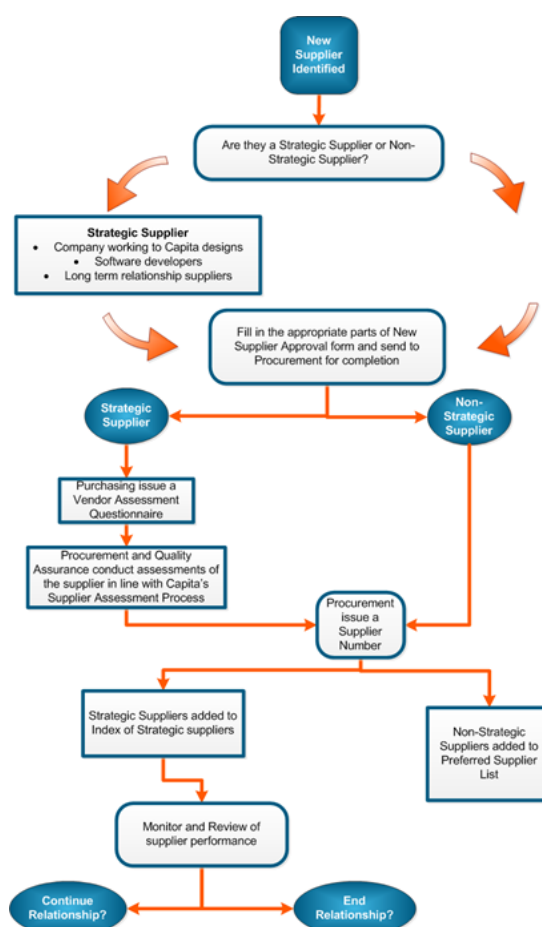 New
Supplier
Identified
Are they a Strategic Supplier or Non-
Strategic Supplier?
Strategic Supplier
• Company working to Capita designs
• Software developers
• Long term relationship suppliers
Fill in the appropriate parts of New
Supplier Approval form and send to
Procurement for completion
Strategic
Supplier
Non-
Strategic
Supplier
Purchasing issue a
Vendor Assessment
Questionnaire
Procurement and Quality
Assurance conduct assessments of
the supplier in line with Capita's
Supplier Assessment Process
Procurement
issue a
Supplier
Number
Strategic Suppliers added to
Index of Strategic suppliers
Non-Strategic
Suppliers added to
Preferred Supplier
List
Monitor and Review of
supplier performance
Continue
Relationship?
End
Relationship?